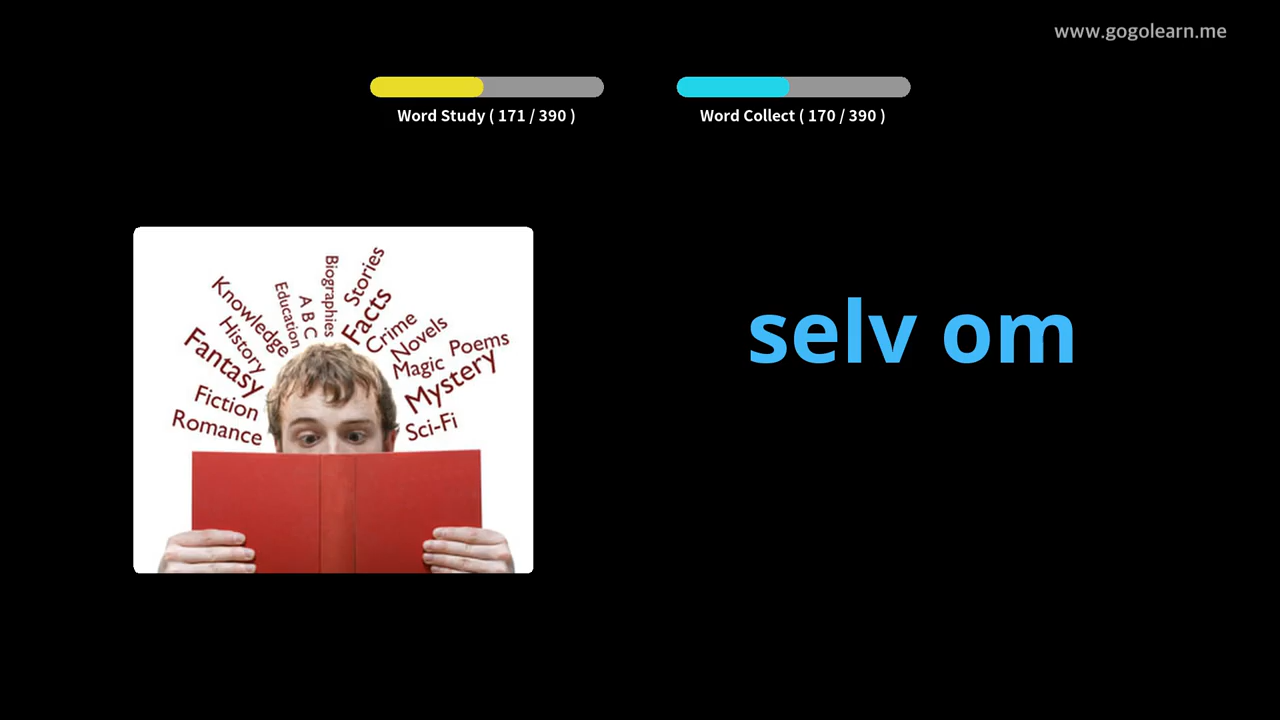 www.gogolearn.me
Word Study ( 171 / 390 )
Word Collect ( 170 / 390 )
selv om
Knowledge
Education
A B C
Biographies
Stories
Facts
History
Crime
Novels
Fantasy
Magic
Poems
Mystery
Fiction
Romance
Sci-Fi